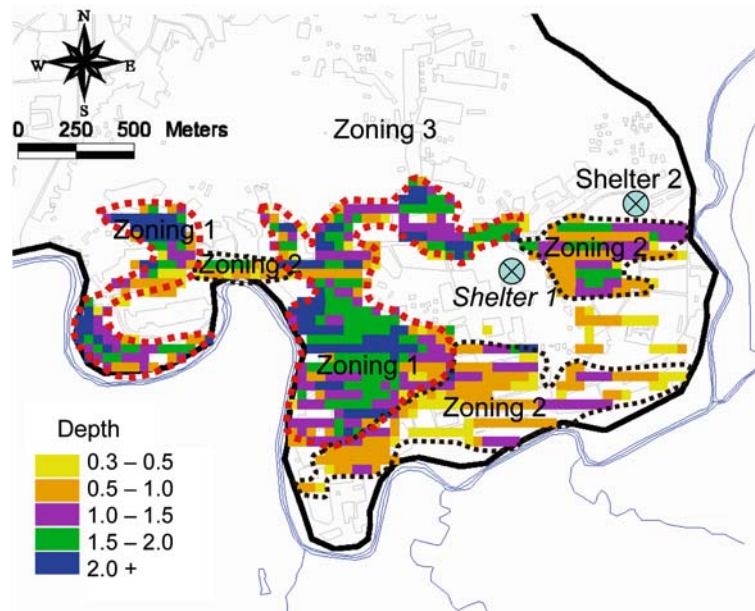 N
W E
S
0 250 500 Meters
Zoning 3
Shelter 2
Zoning 1
Zoning 2
Zoning 2
Shelter 1
Zoning 1
Zoning 2
Depth
0.3 – 0.5
0.5 – 1.0
1.0 – 1.5
1.5 – 2.0
2.0 +